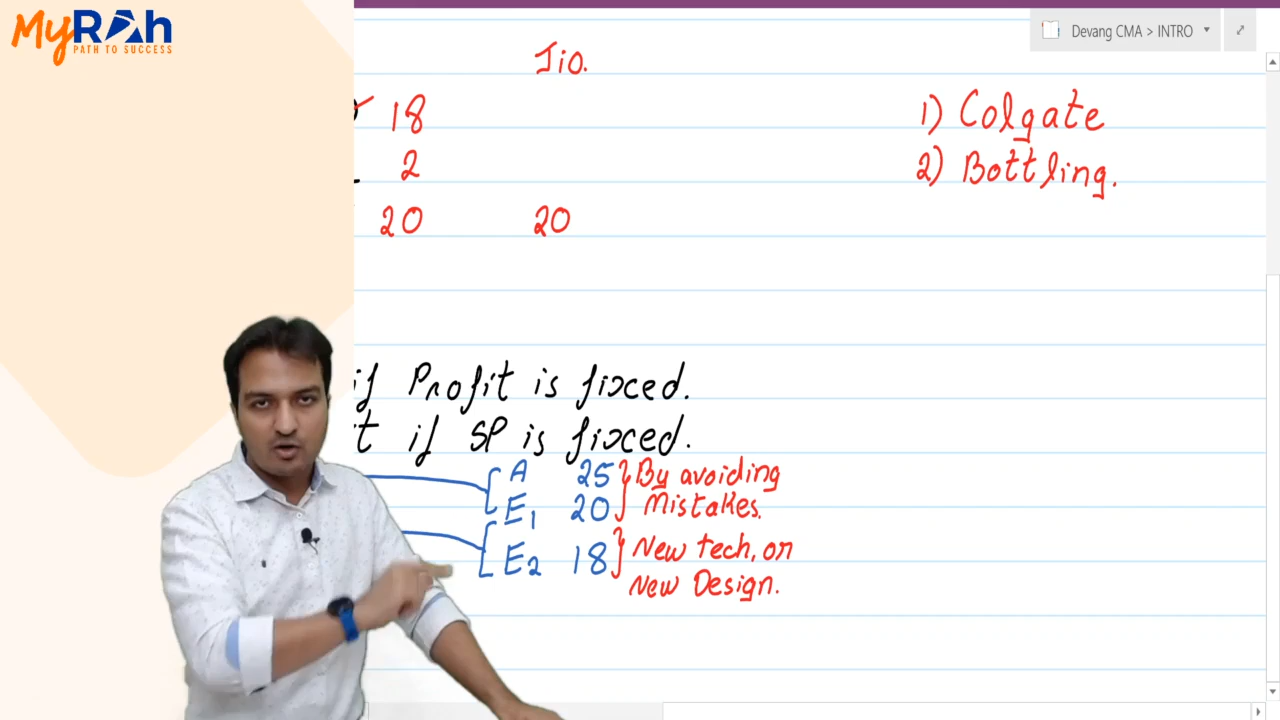 MyRAh
PATH TO SUCCESS
Devang CMA > INTRO
Jio.
18
2
20 20
1) Colgate
2) Bottling.
if Profit is fixed.
t if SP is fixed.
A 25 By avoiding
E1 20 Mistakes.
E2 18 New tech, or
New Design.